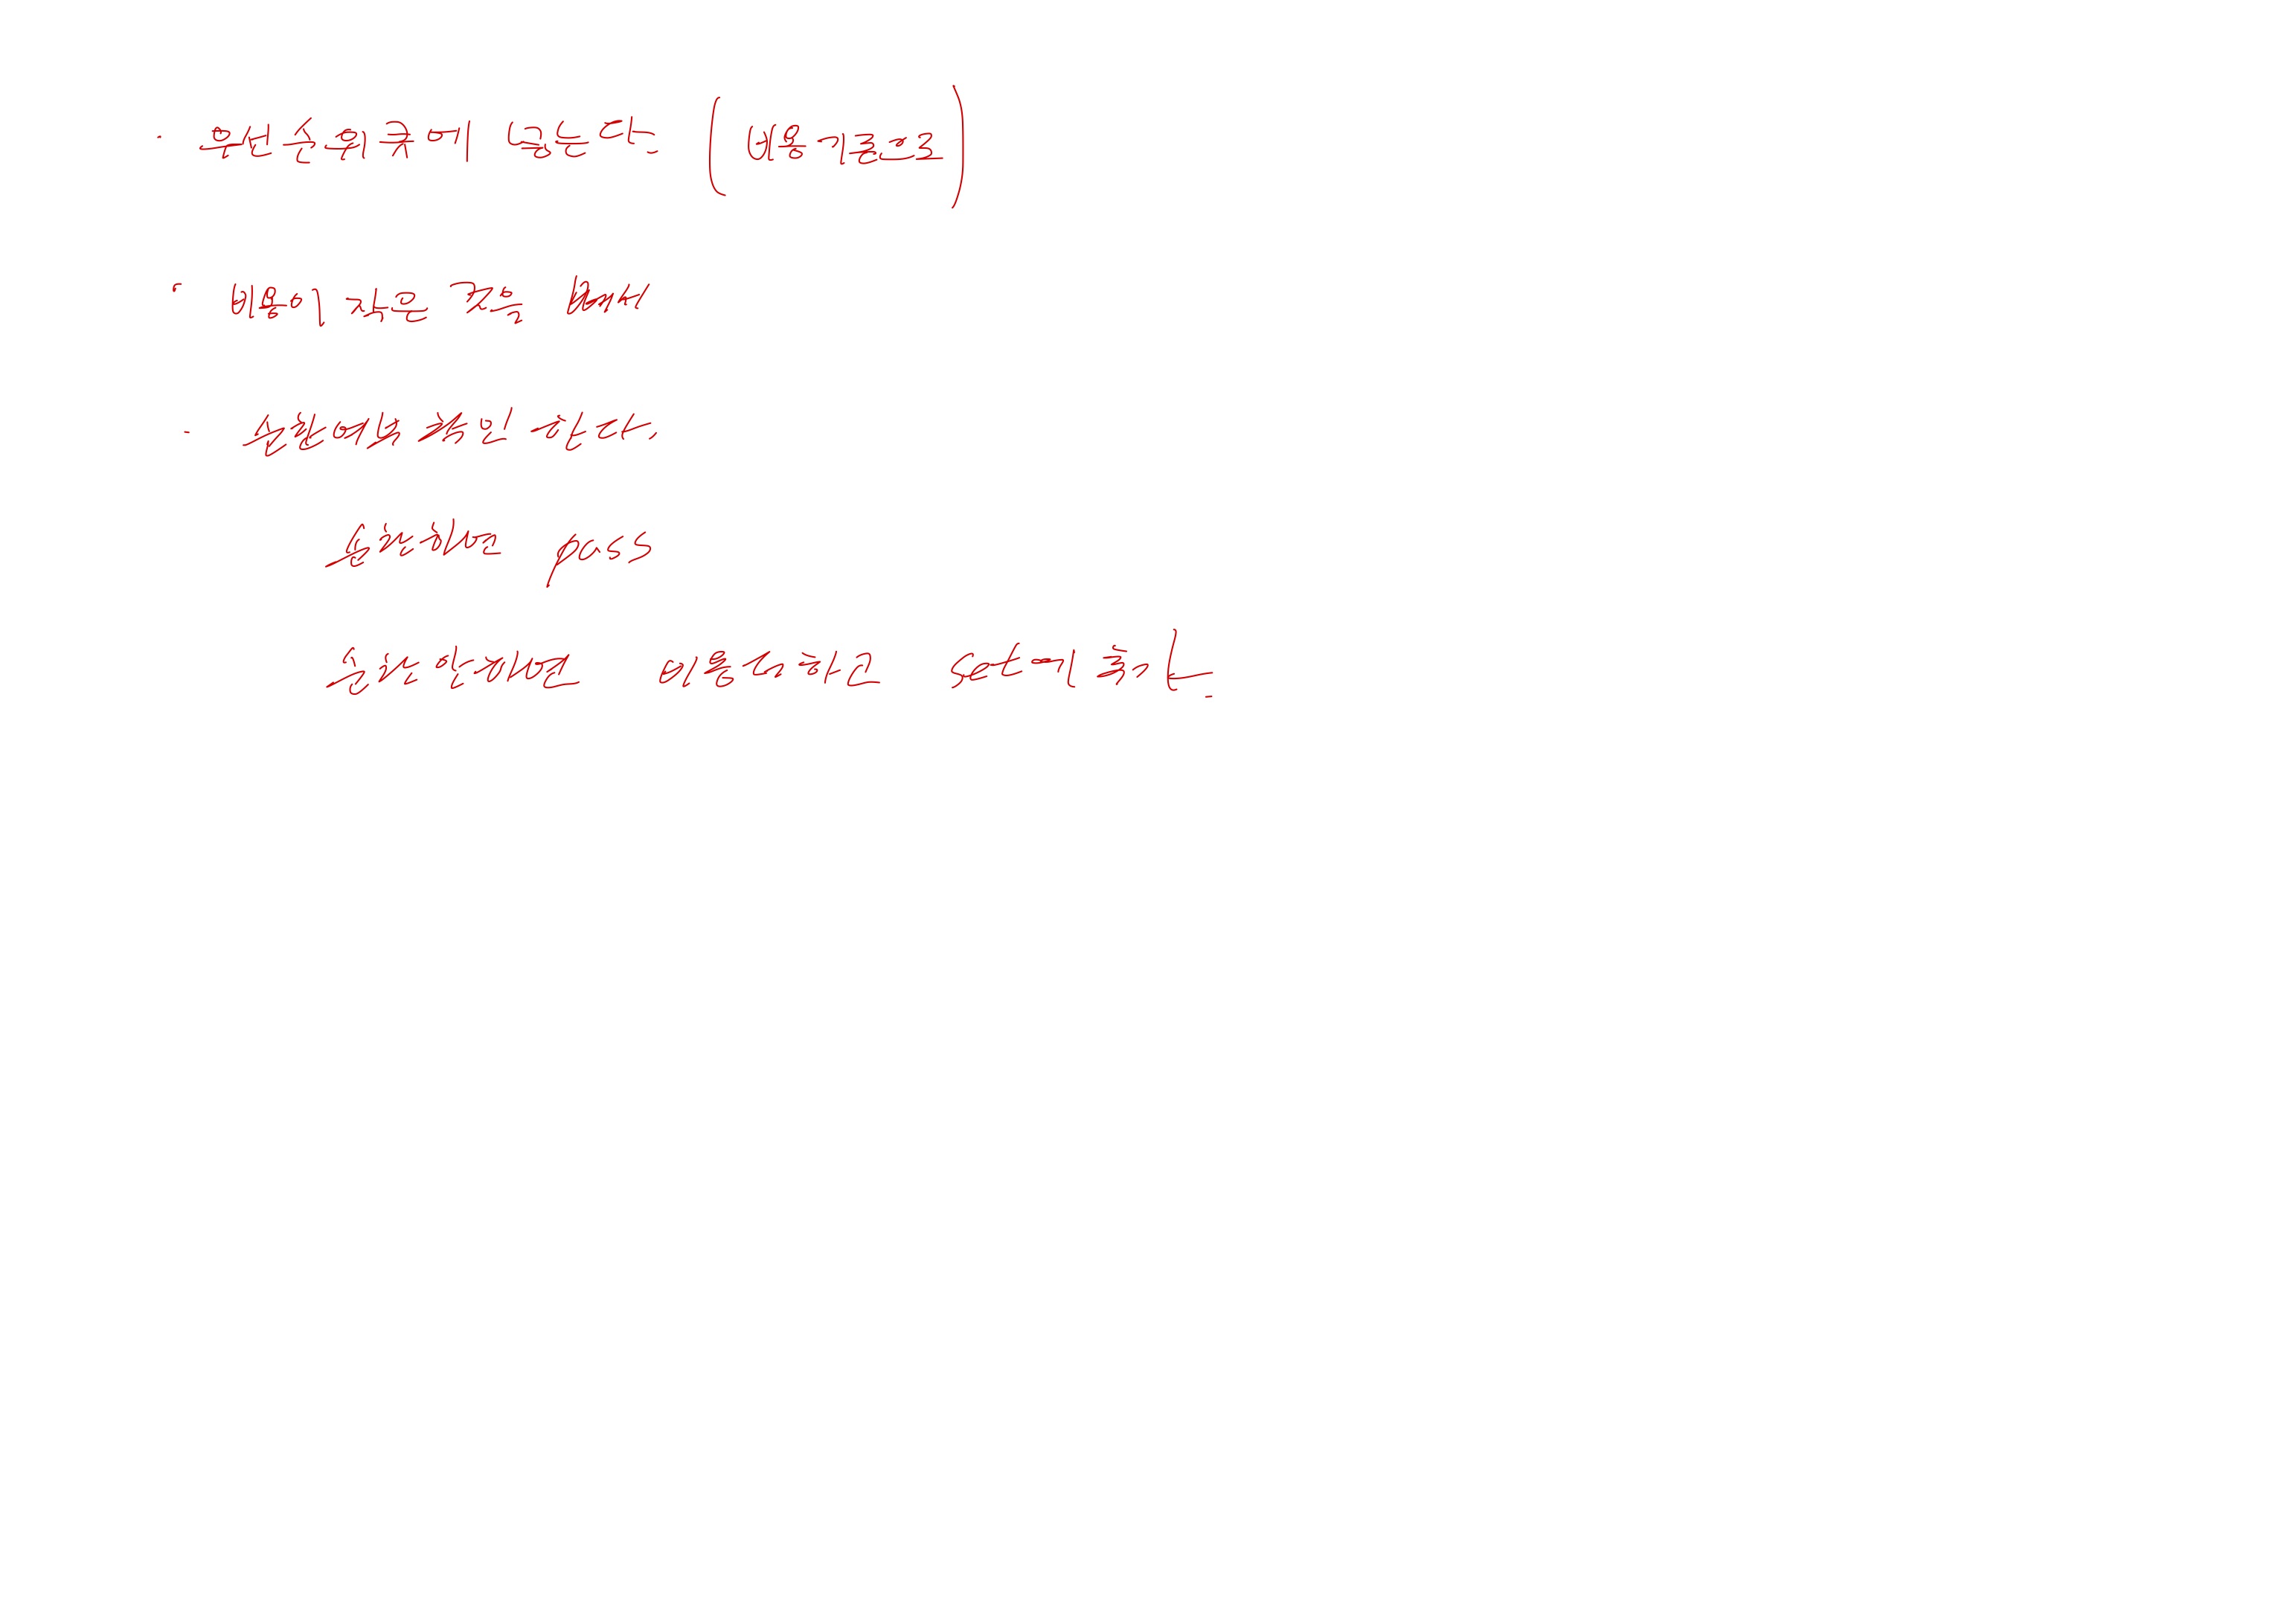 · 우선순위큐에 넣는다. (비용기준으로)
· 비용이 작은 것을 빼서
· 순환여부 확인 한다.
순환하면 pass
순환 안하면 비용더하고 set에 추가.